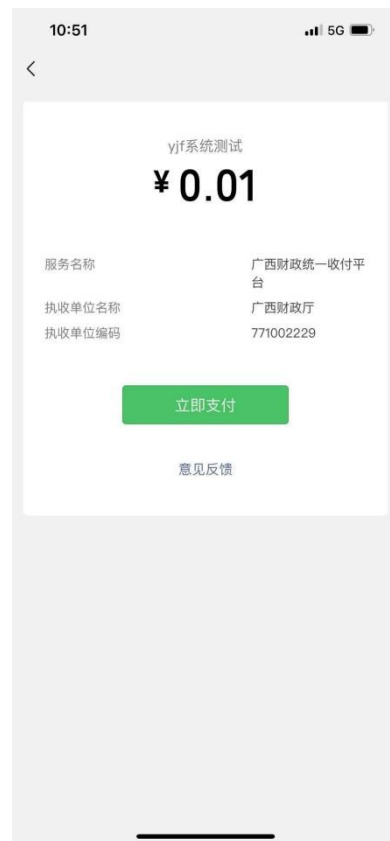 10:51 5G
yjf系统测试
¥0.01
服务名称 广西财政统一收付平
台
执收单位名称 广西财政厅
执收单位编码 771002229
立即支付
意见反馈